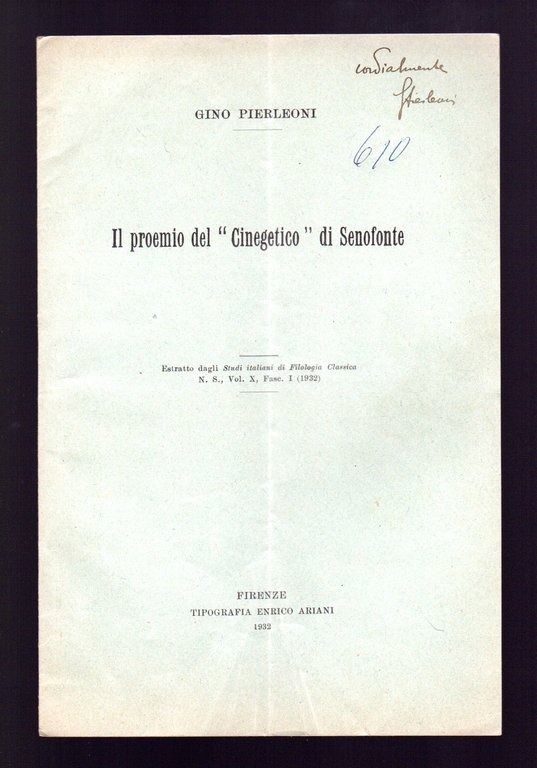 cordialmente
GPierleoni
610
GINO PIERLEONI
Il proemio del “ Cinegetico ” di Senofonte
Estratto dagli Studi italiani di Filologia Classica
N. S., Vol. X, Fasc. I (1932)
FIRENZE
TIPOGRAFIA ENRICO ARIANI
1932